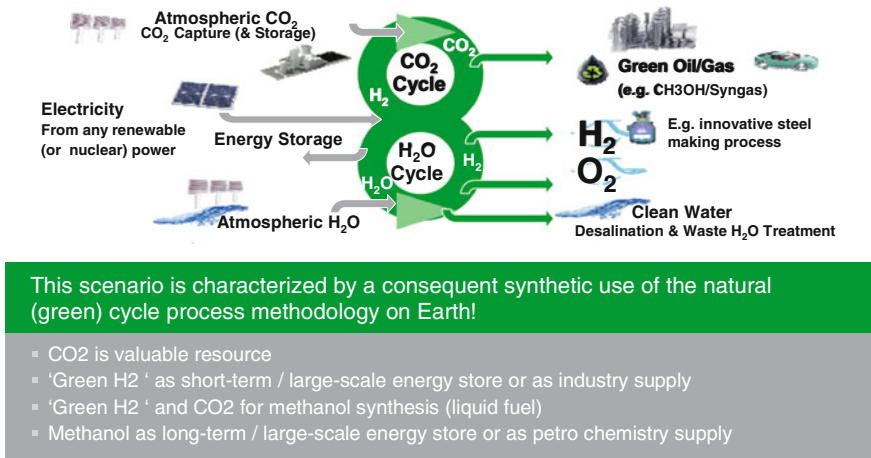 Atmospheric CO₂
CO₂ Capture (& Storage)
CO₂
CO₂
Cycle
H₂
Green Oil/Gas
(e.g. CH3OH/Syngas)
Electricity
From any renewable
(or nuclear) power
Energy Storage
H₂O
Cycle
H₂
H₂O
H₂
E.g. innovative steel
making process
O₂
Atmospheric H₂O
Clean Water
Desalination & Waste H₂O Treatment
This scenario is characterized by a consequent synthetic use of the natural
(green) cycle process methodology on Earth!
▪ CO2 is valuable resource
▪ ‘Green H2 ‘ as short-term / large-scale energy store or as industry supply
▪ ‘Green H2 ‘ and CO2 for methanol synthesis (liquid fuel)
▪ Methanol as long-term / large-scale energy store or as petro chemistry supply